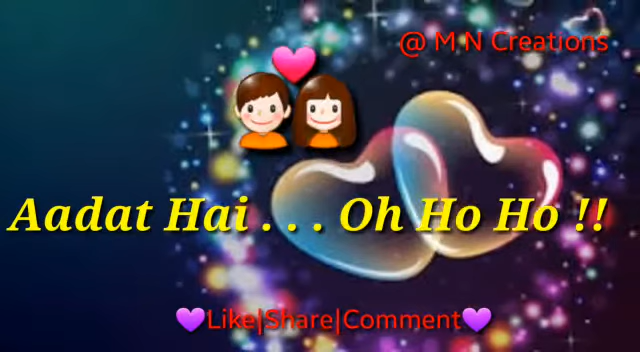 @ M N Creations
Aadat Hai . . . Oh Ho Ho !!
💜Like|Share|Comment💜